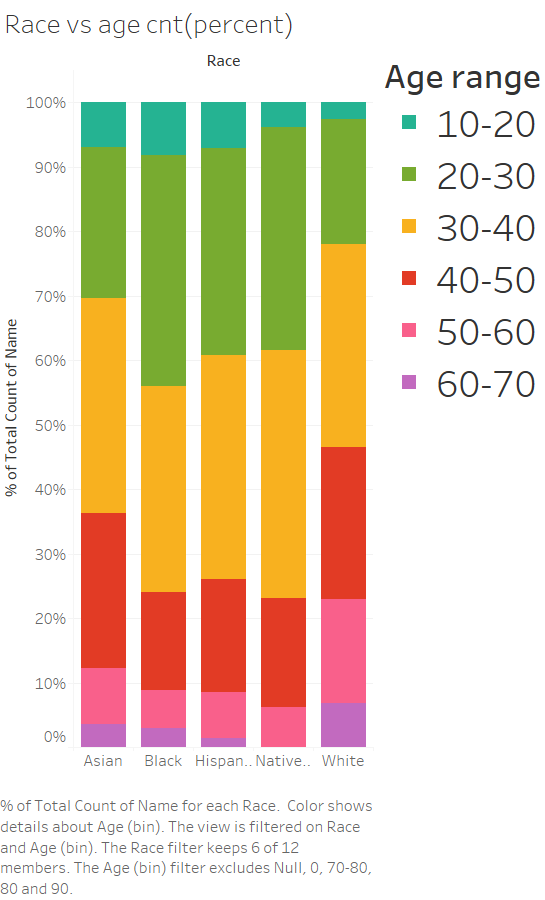 Race vs age cnt(percent)
Race
Age range
10-20
20-30
30-40
40-50
50-60
60-70
% of Total Count of Name
100%
90%
80%
70%
60%
50%
40%
30%
20%
10%
0%
Asian Black Hispan.. Native.. White
% of Total Count of Name for each Race. Color shows
details about Age (bin). The view is filtered on Race
and Age (bin). The Race filter keeps 6 of 12
members. The Age (bin) filter excludes Null, 0, 70-80,
80 and 90.